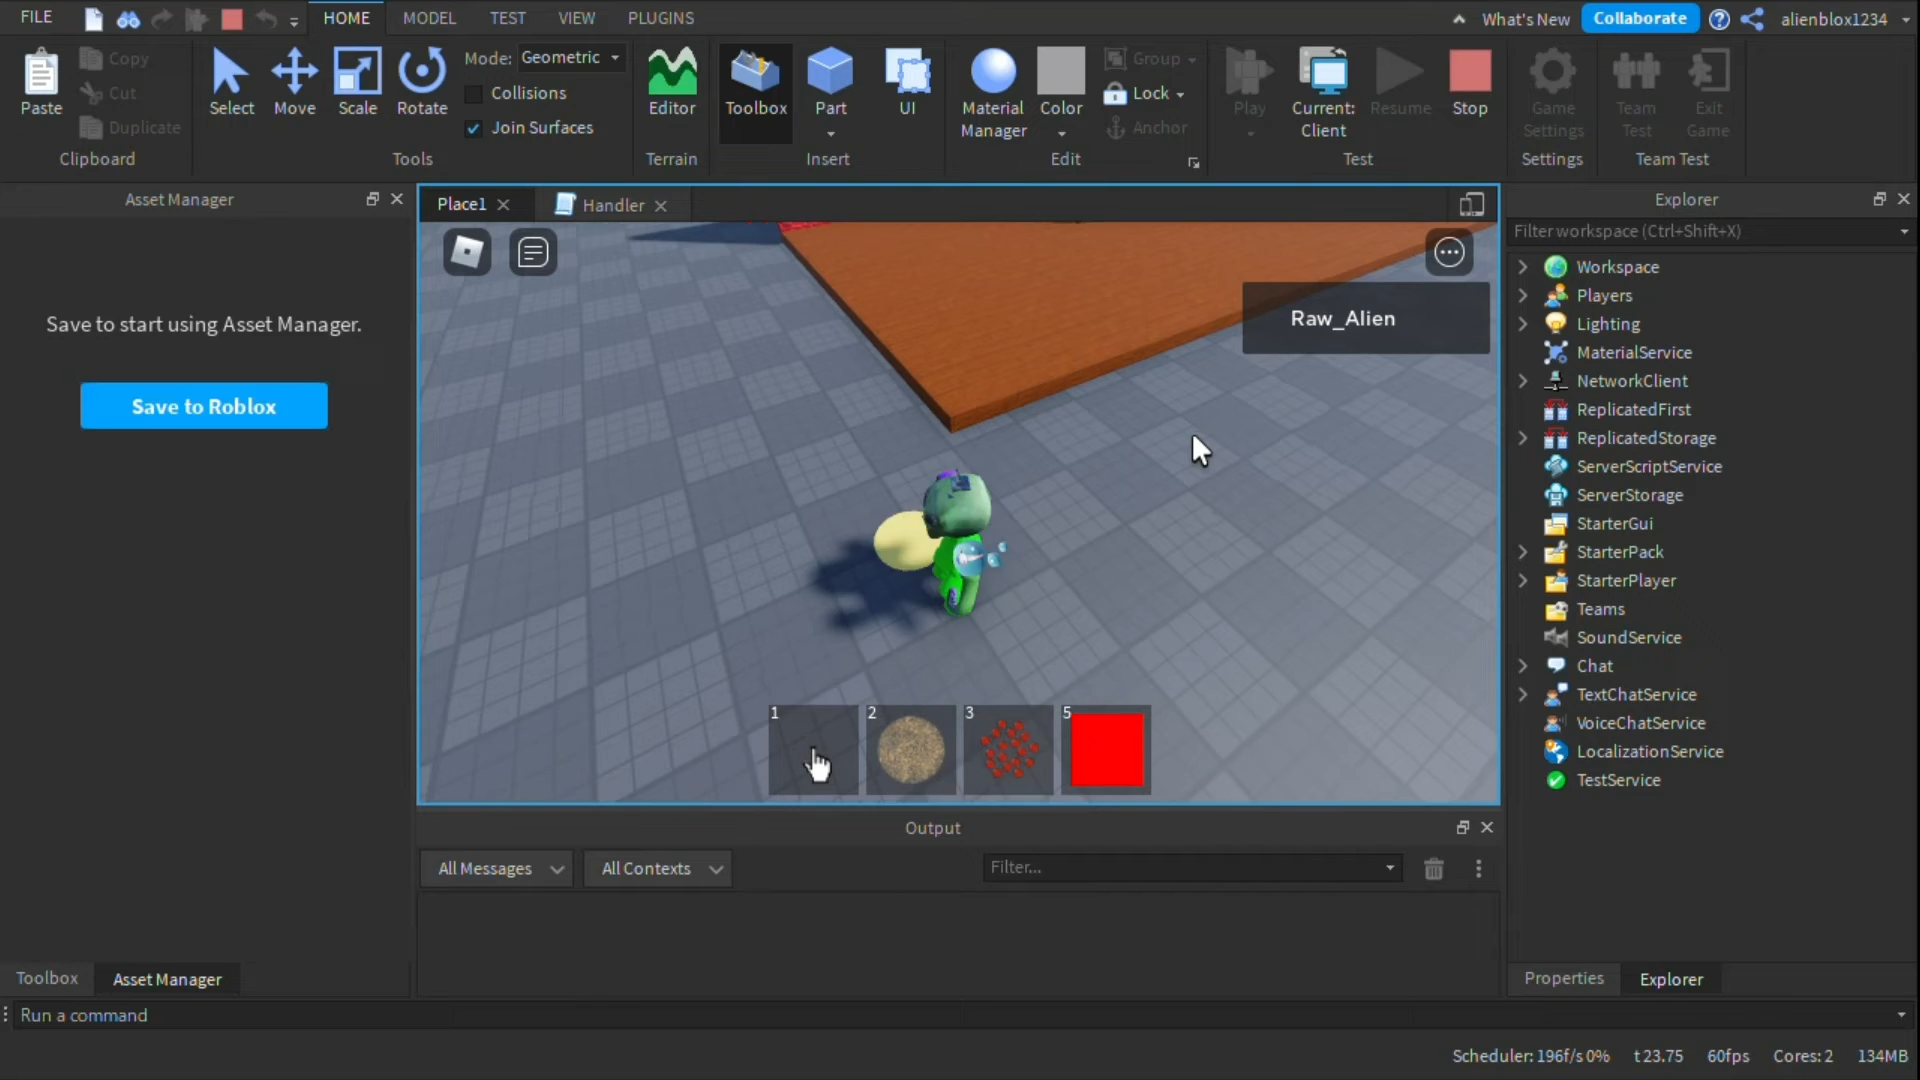 FILE
HOME
MODEL
TEST
VIEW
PLUGINS
What's New
Collaborate
alienblox1234
Paste
Copy
Cut
Duplicate
Clipboard
Select
Move
Scale
Rotate
Mode: Geometric
Collisions
Join Surfaces
Tools
Editor
Terrain
Toolbox
Part
UI
Insert
Material
Manager
Color
Group
Lock
Anchor
Edit
Play
Current:
Client
Resume
Stop
Test
Game
Settings
Settings
Team
Test
Exit
Game
Team Test
Asset Manager
Save to start using Asset Manager.
Save to Roblox
Place1
Handler
Raw_Alien
1
2
3
5
Output
All Messages
All Contexts
Filter...
Explorer
Filter workspace (Ctrl+Shift+X)
Workspace
Players
Lighting
MaterialService
NetworkClient
ReplicatedFirst
ReplicatedStorage
ServerScriptService
ServerStorage
StarterGui
StarterPack
StarterPlayer
Teams
SoundService
Chat
TextChatService
VoiceChatService
LocalizationService
TestService
Toolbox
Asset Manager
Properties
Explorer
Run a command
Scheduler: 196f/s 0%
t 23.75
60fps
Cores: 2
134MB